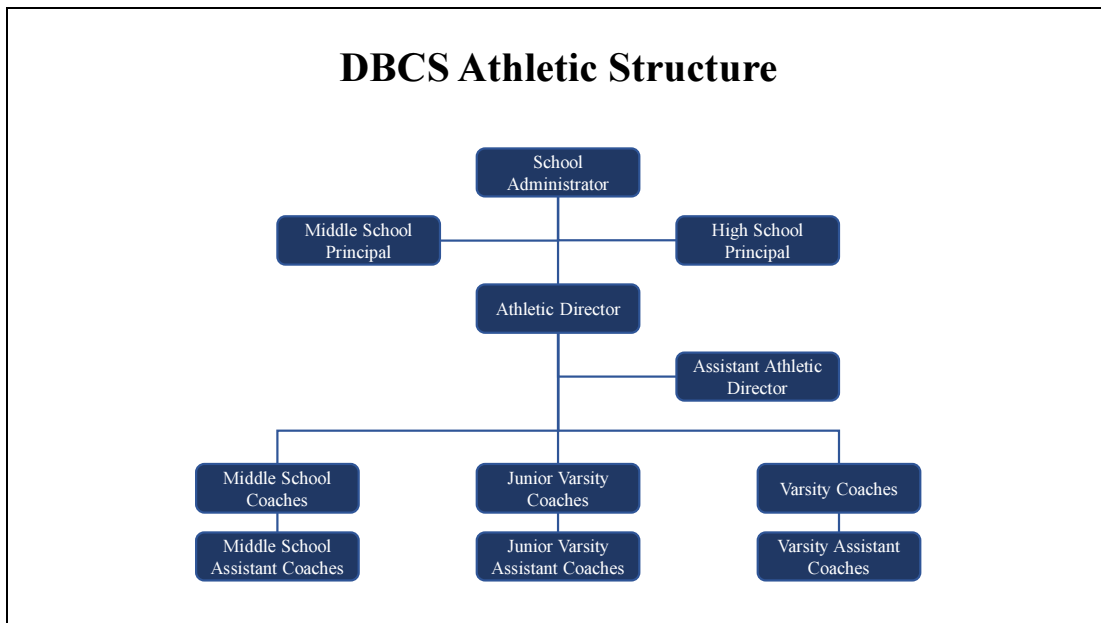 DBCS Athletic Structure
School
Administrator
Middle School
Principal
High School
Principal
Athletic Director
Assistant Athletic
Director
Middle School
Coaches
Junior Varsity
Coaches
Varsity Coaches
Middle School
Assistant Coaches
Junior Varsity
Assistant Coaches
Varsity Assistant
Coaches